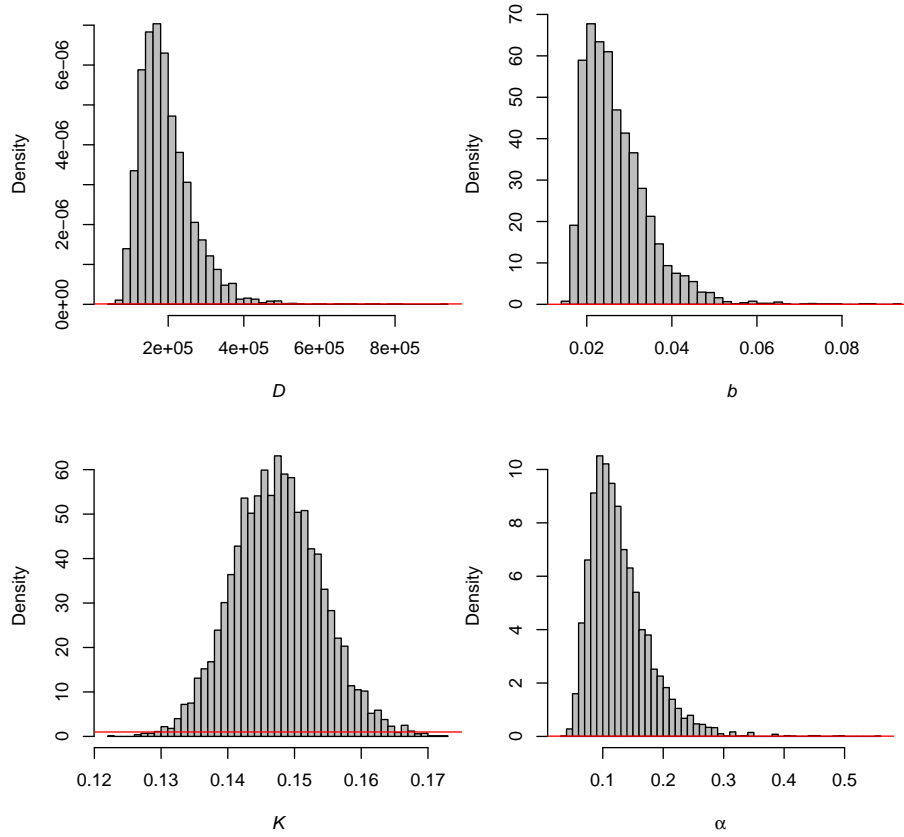 Density
0e+00 2e−06 4e−06 6e−06
2e+05 4e+05 6e+05 8e+05
D
Density
0 10 20 30 40 50 60 70
0.02 0.04 0.06 0.08
b
Density
0 10 20 30 40 50 60
0.12 0.13 0.14 0.15 0.16 0.17
K
Density
0 2 4 6 8 10
0.1 0.2 0.3 0.4 0.5
α